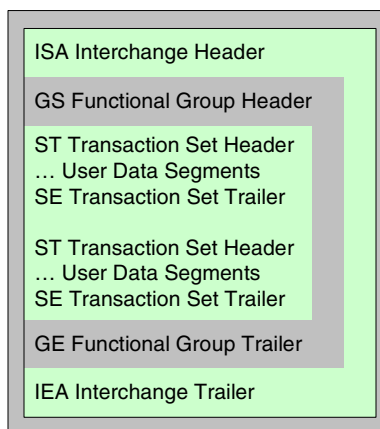 ISA Interchange Header
GS Functional Group Header
ST Transaction Set Header
… User Data Segments
SE Transaction Set Trailer
ST Transaction Set Header
… User Data Segments
SE Transaction Set Trailer
GE Functional Group Trailer
IEA Interchange Trailer